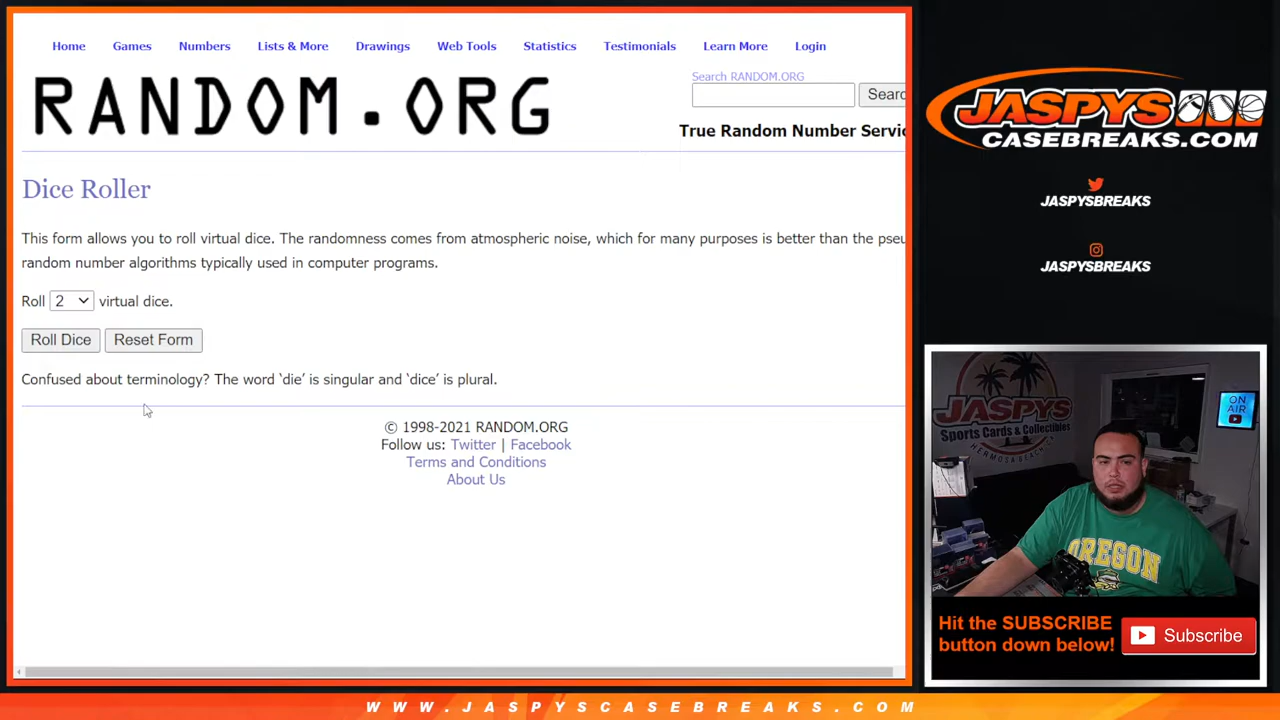 Home Games Numbers Lists & More Drawings Web Tools Statistics Testimonials Learn More Login
RANDOM.ORG
Search RANDOM.ORG
Searc
True Random Number Servic
Dice Roller
This form allows you to roll virtual dice. The randomness comes from atmospheric noise, which for many purposes is better than the pseu
random number algorithms typically used in computer programs.
Roll 2 virtual dice.
Roll Dice Reset Form
Confused about terminology? The word ‘die’ is singular and ‘dice’ is plural.
© 1998-2021 RANDOM.ORG
Follow us: Twitter | Facebook
Terms and Conditions
About Us
JASPYS
CASEBREAKS.COM
JASPYSBREAKS
JASPYSBREAKS
JASPYS
Sports Cards & Collectibles
HERMOSA BEACH, CA
ON
AIR
OREGON
Hit the SUBSCRIBE
button down below!
Subscribe
WWW.JASPYSCASEBREAKS.COM